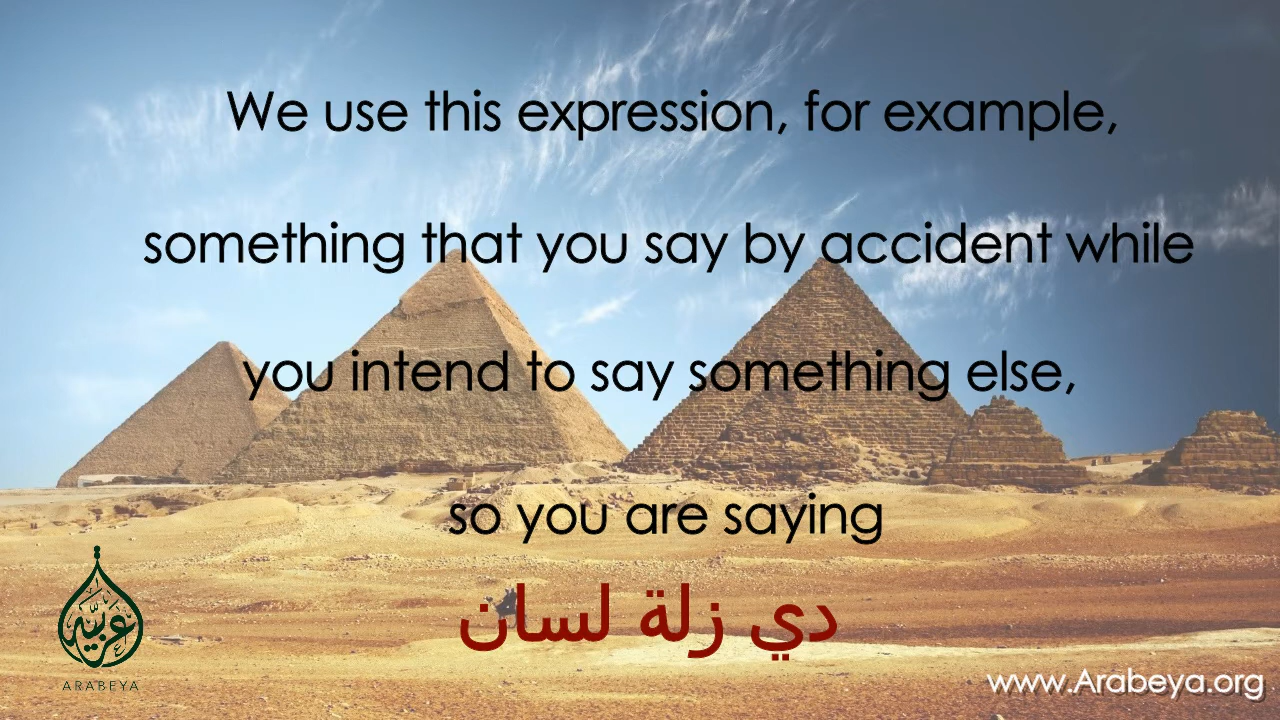 We use this expression, for example,
something that you say by accident while
you intend to say something else,
so you are saying
دي زلة لسان
عربية
ARABEYA
www.Arabeya.org